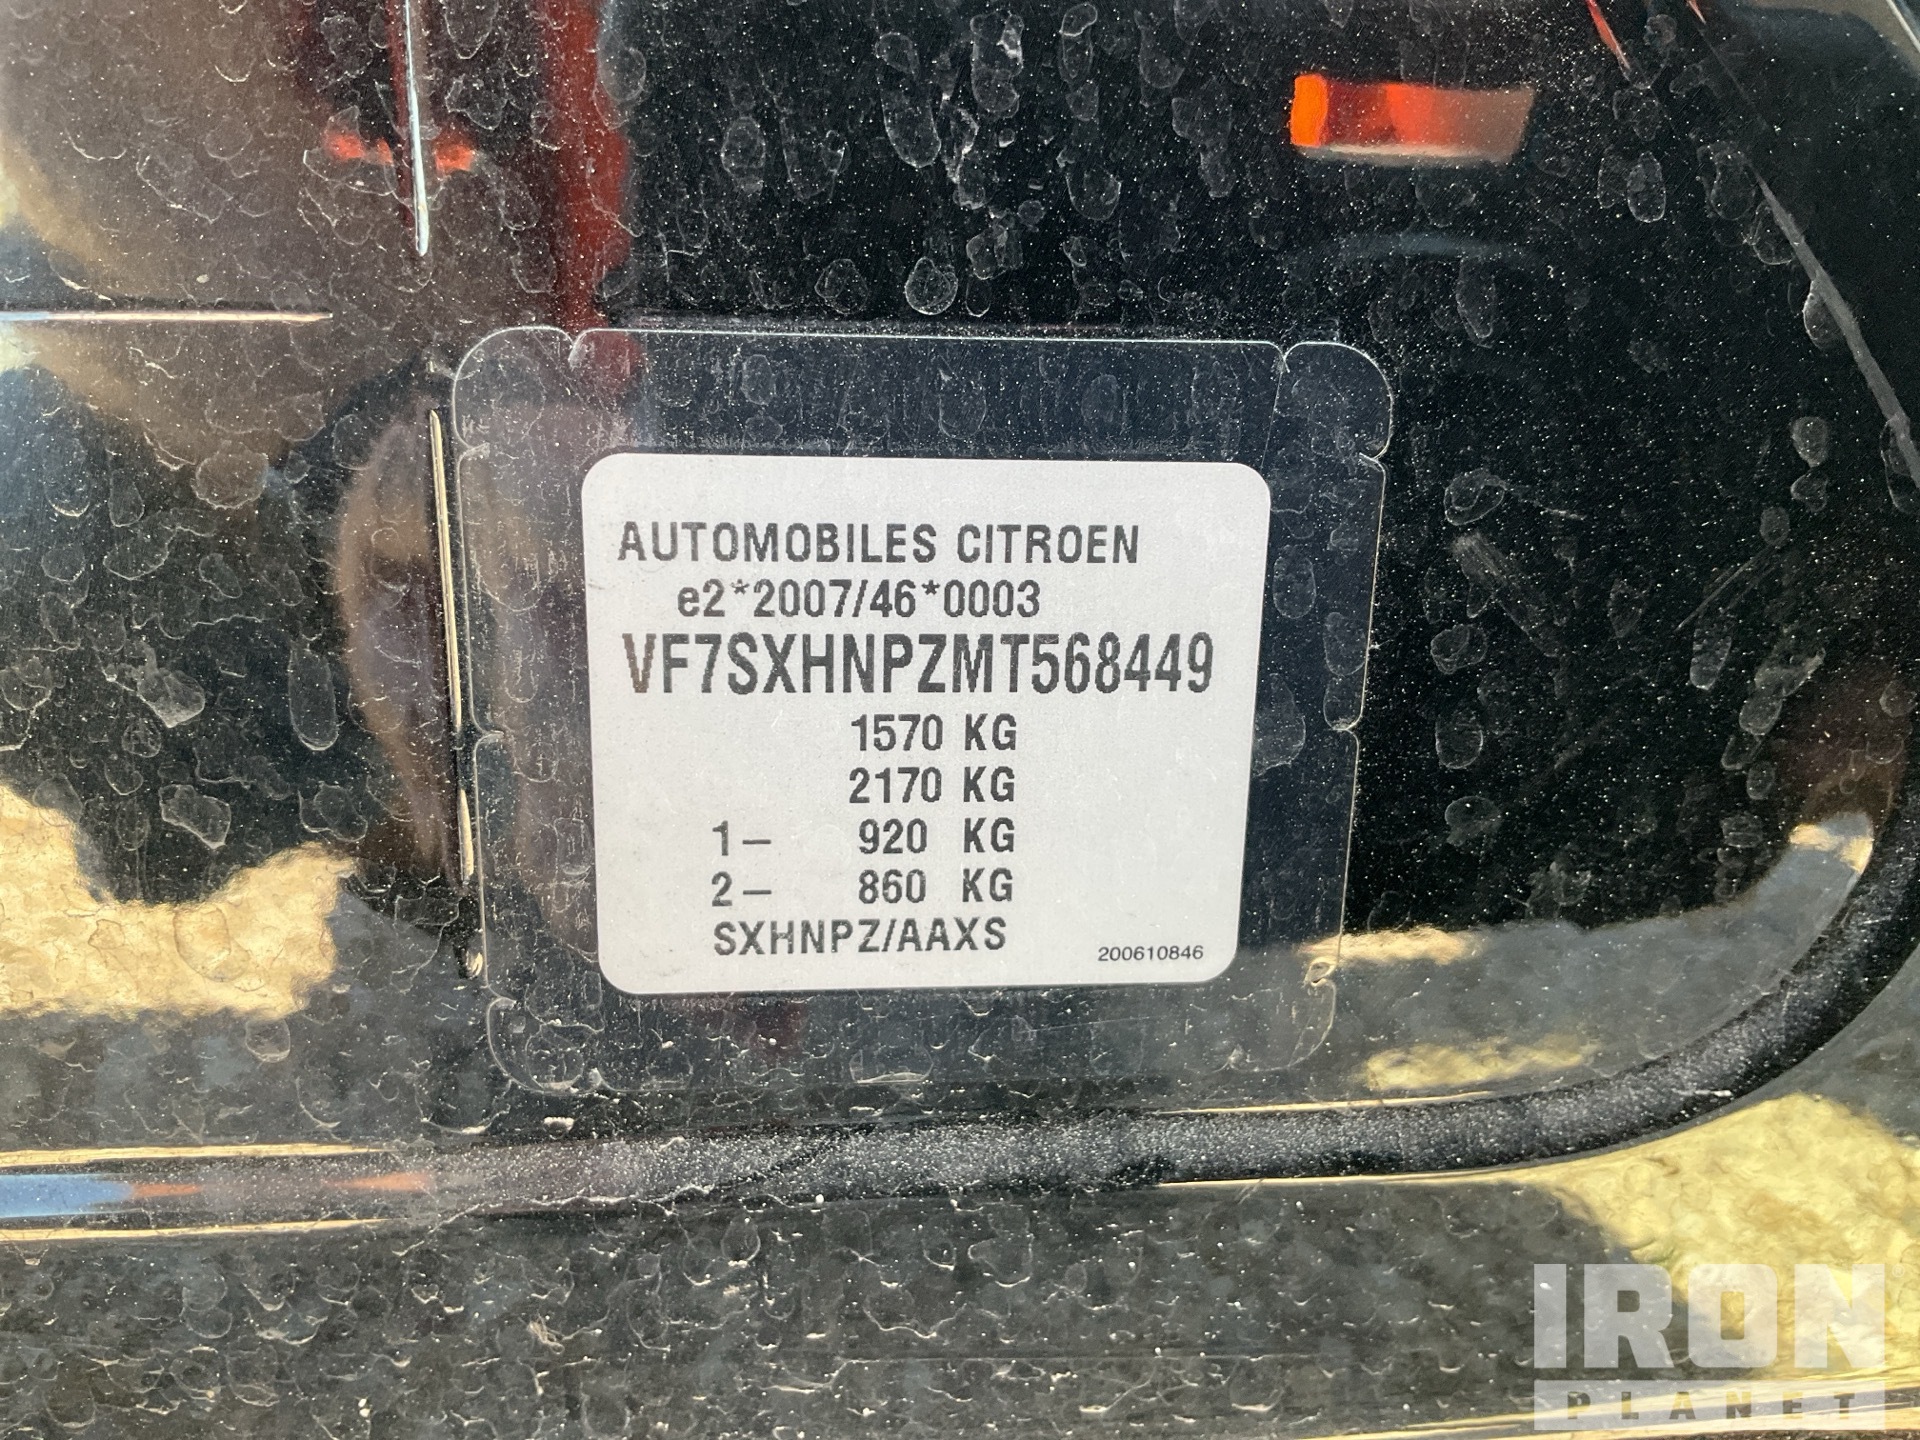 AUTOMOBILES CITROEN
e2*2007/46*0003
VF7SXHNPZMT568449
1570 KG
2170 KG
1- 920 KG
2- 860 KG
SXHNPZ/AAXS
200610846
IRON
PLANET